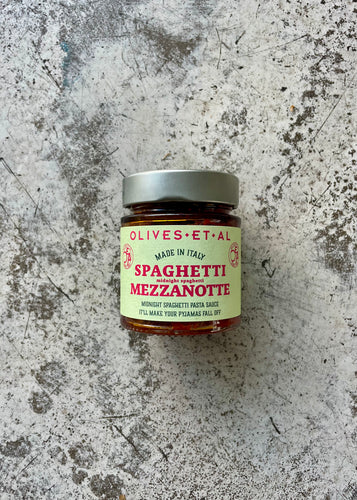 OLIVES•ET•AL
MADE IN ITALY
SPAGHETTI
midnight spaghetti
MEZZANOTTE
MIDNIGHT SPAGHETTI PASTA SAUCE
IT'LL MAKE YOUR PYJAMAS FALL OFF